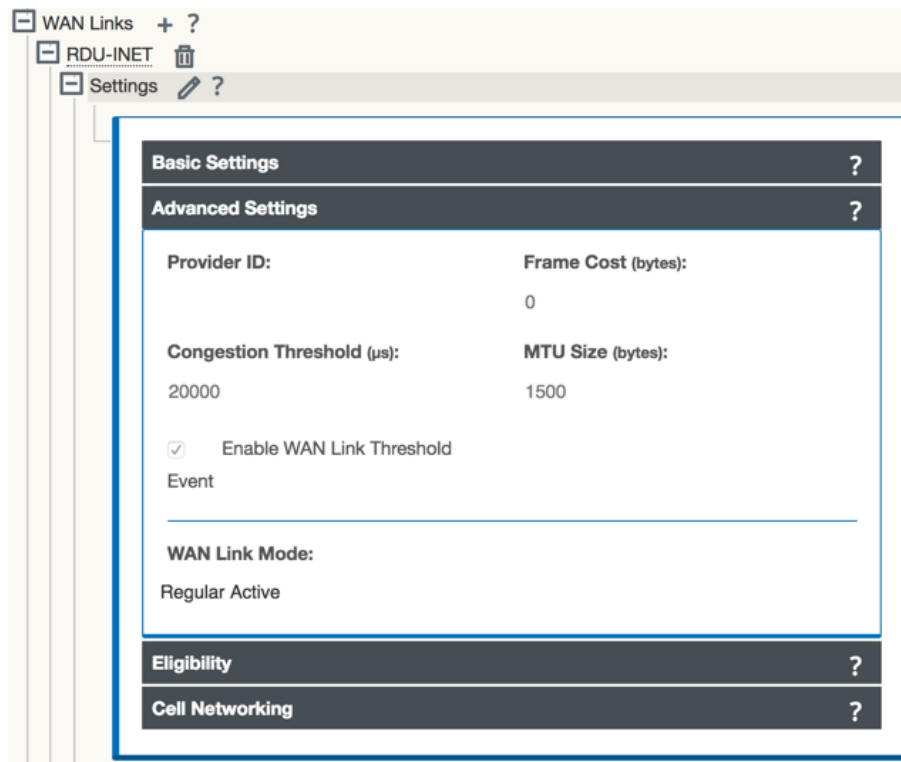 WAN Links + ?
RDU-INET
Settings ?
Basic Settings ?
Advanced Settings ?
Provider ID: Frame Cost (bytes):
0
Congestion Threshold (µs): MTU Size (bytes):
20000 1500
Enable WAN Link Threshold
Event
WAN Link Mode:
Regular Active
Eligibility ?
Cell Networking ?